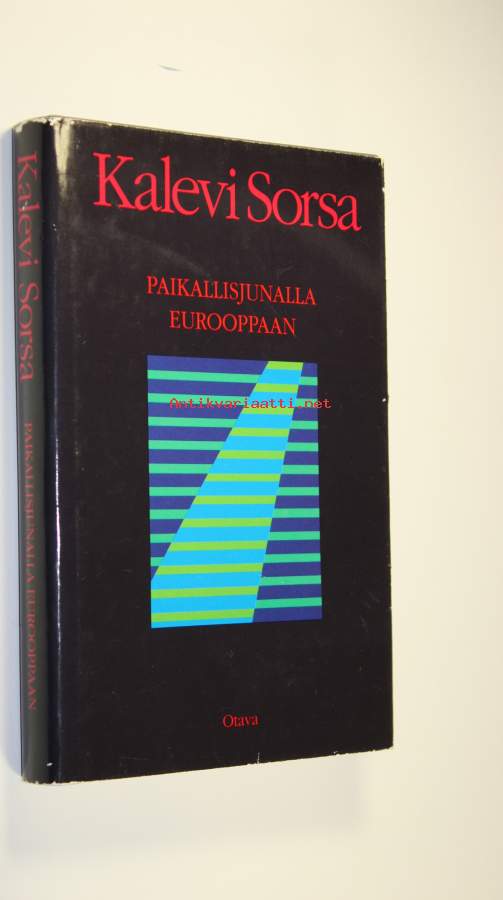 Kalevi Sorsa
PAIKALLISJUNALLA
EUROOPPAAN
Antikvariaatti.net
Otava
Kalevi Sorsa
PAIKALLISJUNALLA EUROOPPAAN